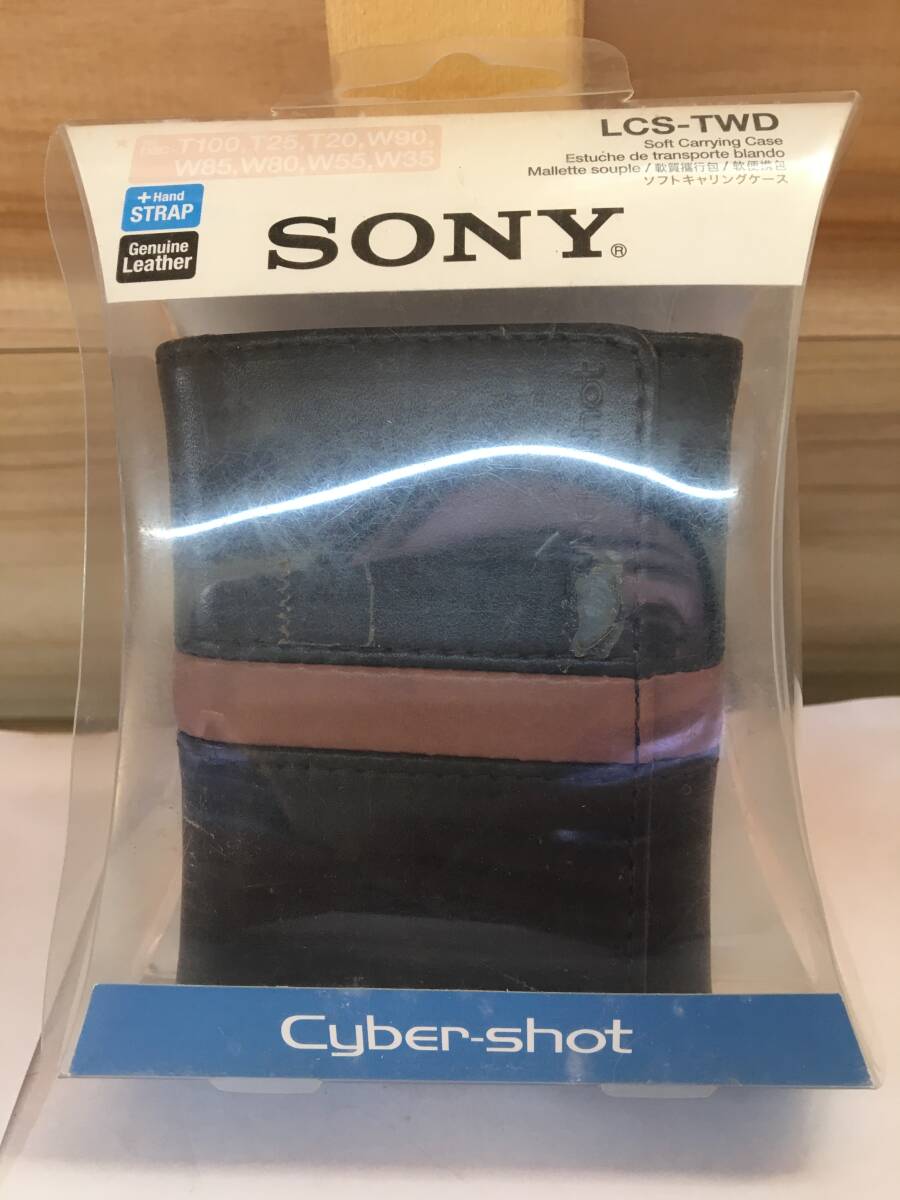 DSC-T100,T25,T20,W90,
W85,W80,W55,W35
LCS-TWD
Soft Carrying Case
Estuche de transporte blando
Mallette souple / 軟質攜行包 / 软便携包
ソフトキャリングケース
+ Hand
STRAP
Genuine
Leather
SONY®
Cyber-shot